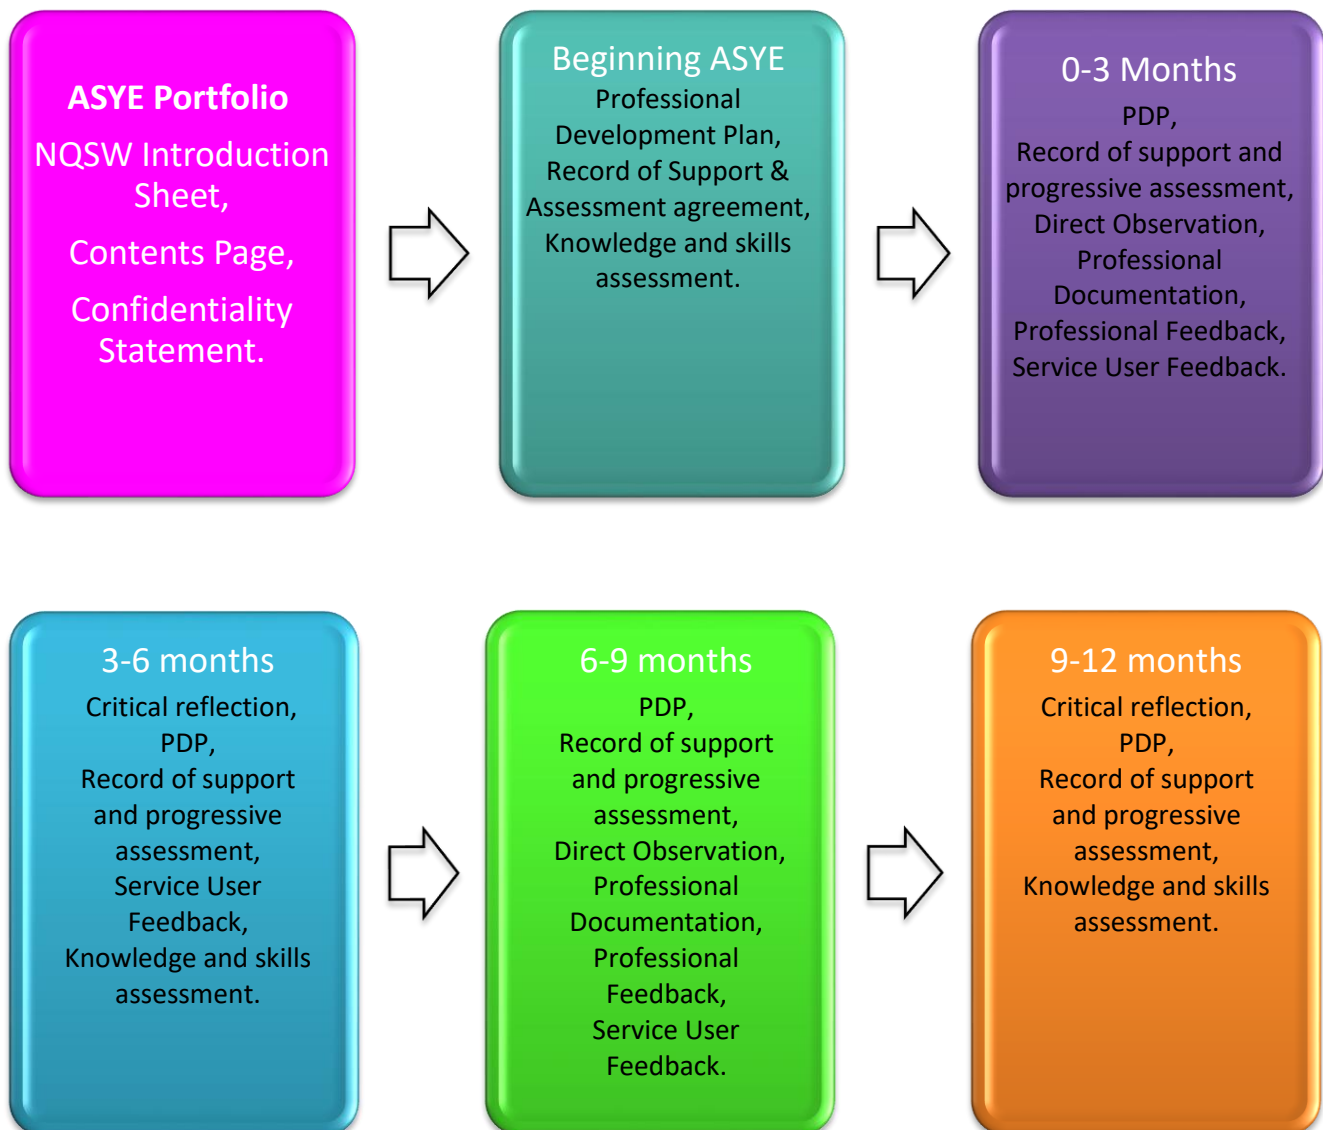 ASYE Portfolio
NQSW Introduction
Sheet,
Contents Page,
Confidentiality
Statement.
Beginning ASYE
Professional
Development Plan,
Record of Support &
Assessment agreement,
Knowledge and skills
assessment.
0-3 Months
PDP,
Record of support and
progressive assessment,
Direct Observation,
Professional
Documentation,
Professional Feedback,
Service User Feedback.
3-6 months
Critical reflection,
PDP,
Record of support
and progressive
assessment,
Service User
Feedback,
Knowledge and skills
assessment.
6-9 months
PDP,
Record of support
and progressive
assessment,
Direct Observation,
Professional
Documentation,
Professional
Feedback,
Service User
Feedback.
9-12 months
Critical reflection,
PDP,
Record of support
and progressive
assessment,
Knowledge and skills
assessment.